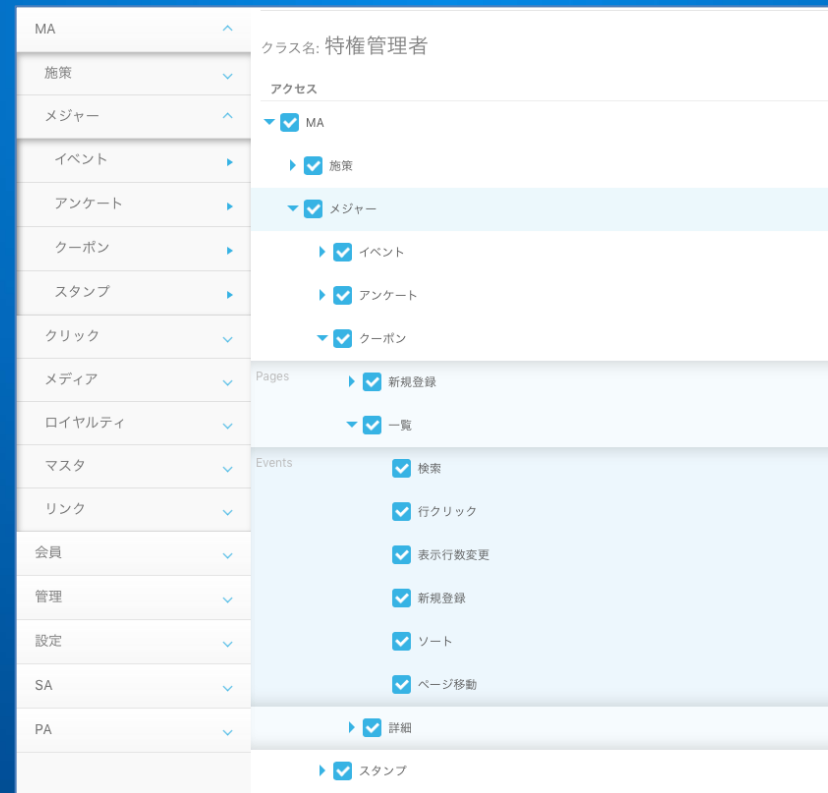 MA
施策
メジャー
イベント
アンケート
クーポン
スタンプ
クリック
メディア
ロイヤルティ
マスタ
リンク
会員
管理
設定
SA
PA
クラス名: 特権管理者
アクセス
MA
施策
メジャー
イベント
アンケート
クーポン
Pages
新規登録
一覧
Events
検索
行クリック
表示行数変更
新規登録
ソート
ページ移動
詳細
スタンプ